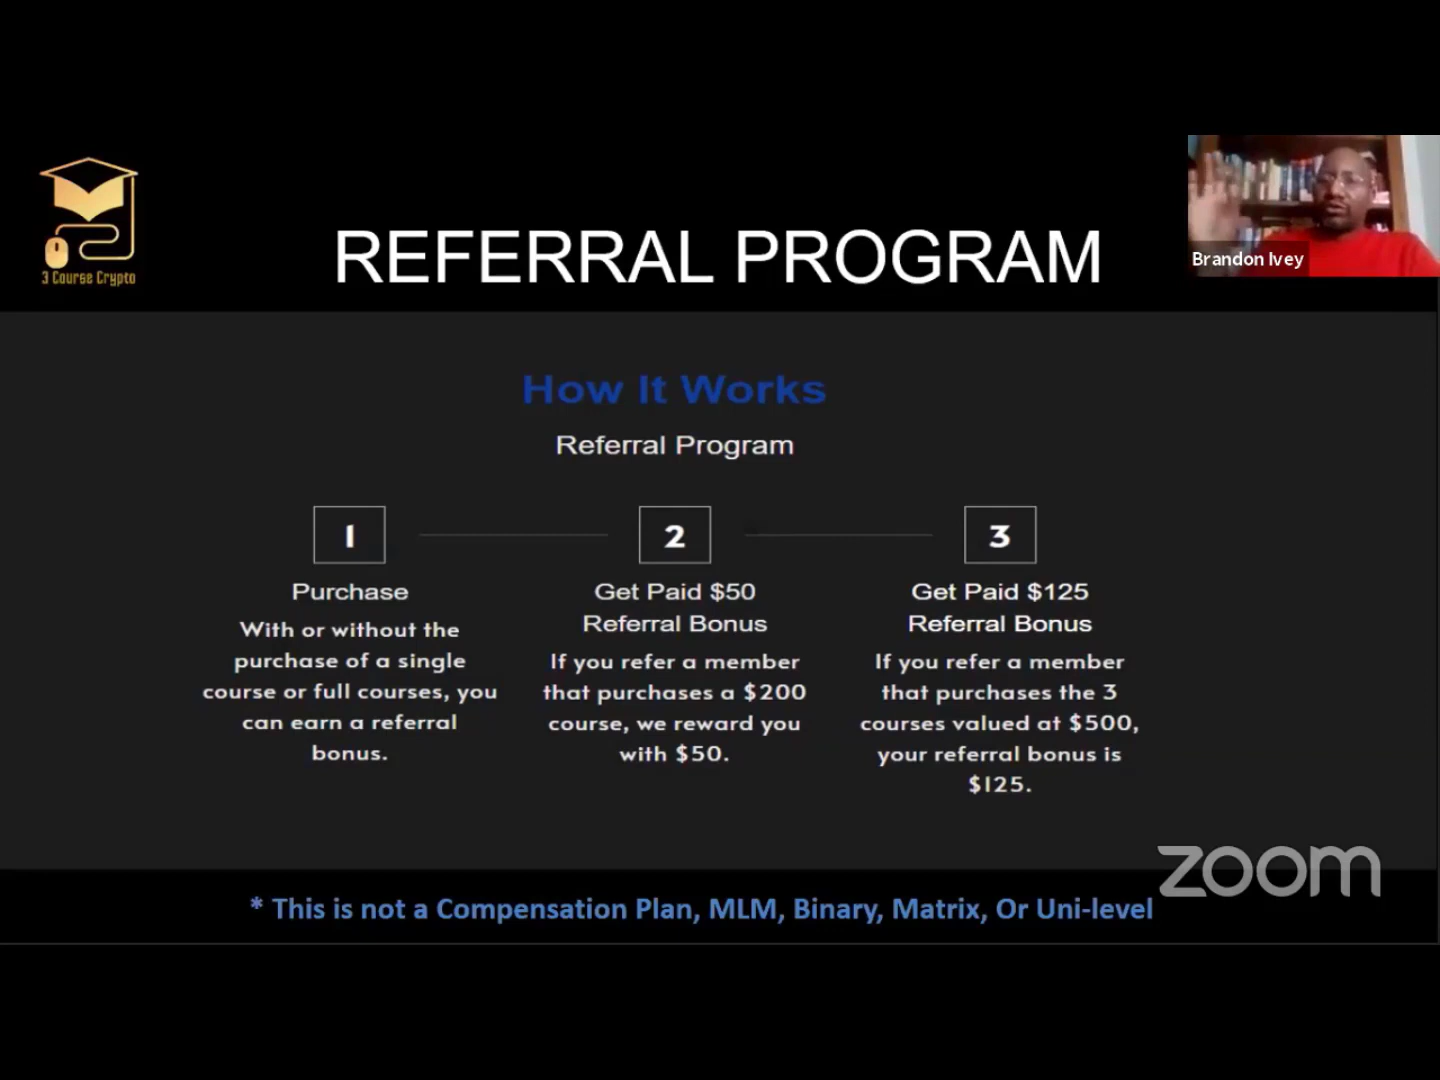 3 Course Crypto
REFERRAL PROGRAM
Brandon Ivey
How It Works
Referral Program
1
Purchase
With or without the
purchase of a single
course or full courses, you
can earn a referral
bonus.
2
Get Paid $50
Referral Bonus
If you refer a member
that purchases a $200
course, we reward you
with $50.
3
Get Paid $125
Referral Bonus
If you refer a member
that purchases the 3
courses valued at $500,
your referral bonus is
$125.
zoom
* This is not a Compensation Plan, MLM, Binary, Matrix, Or Uni-level